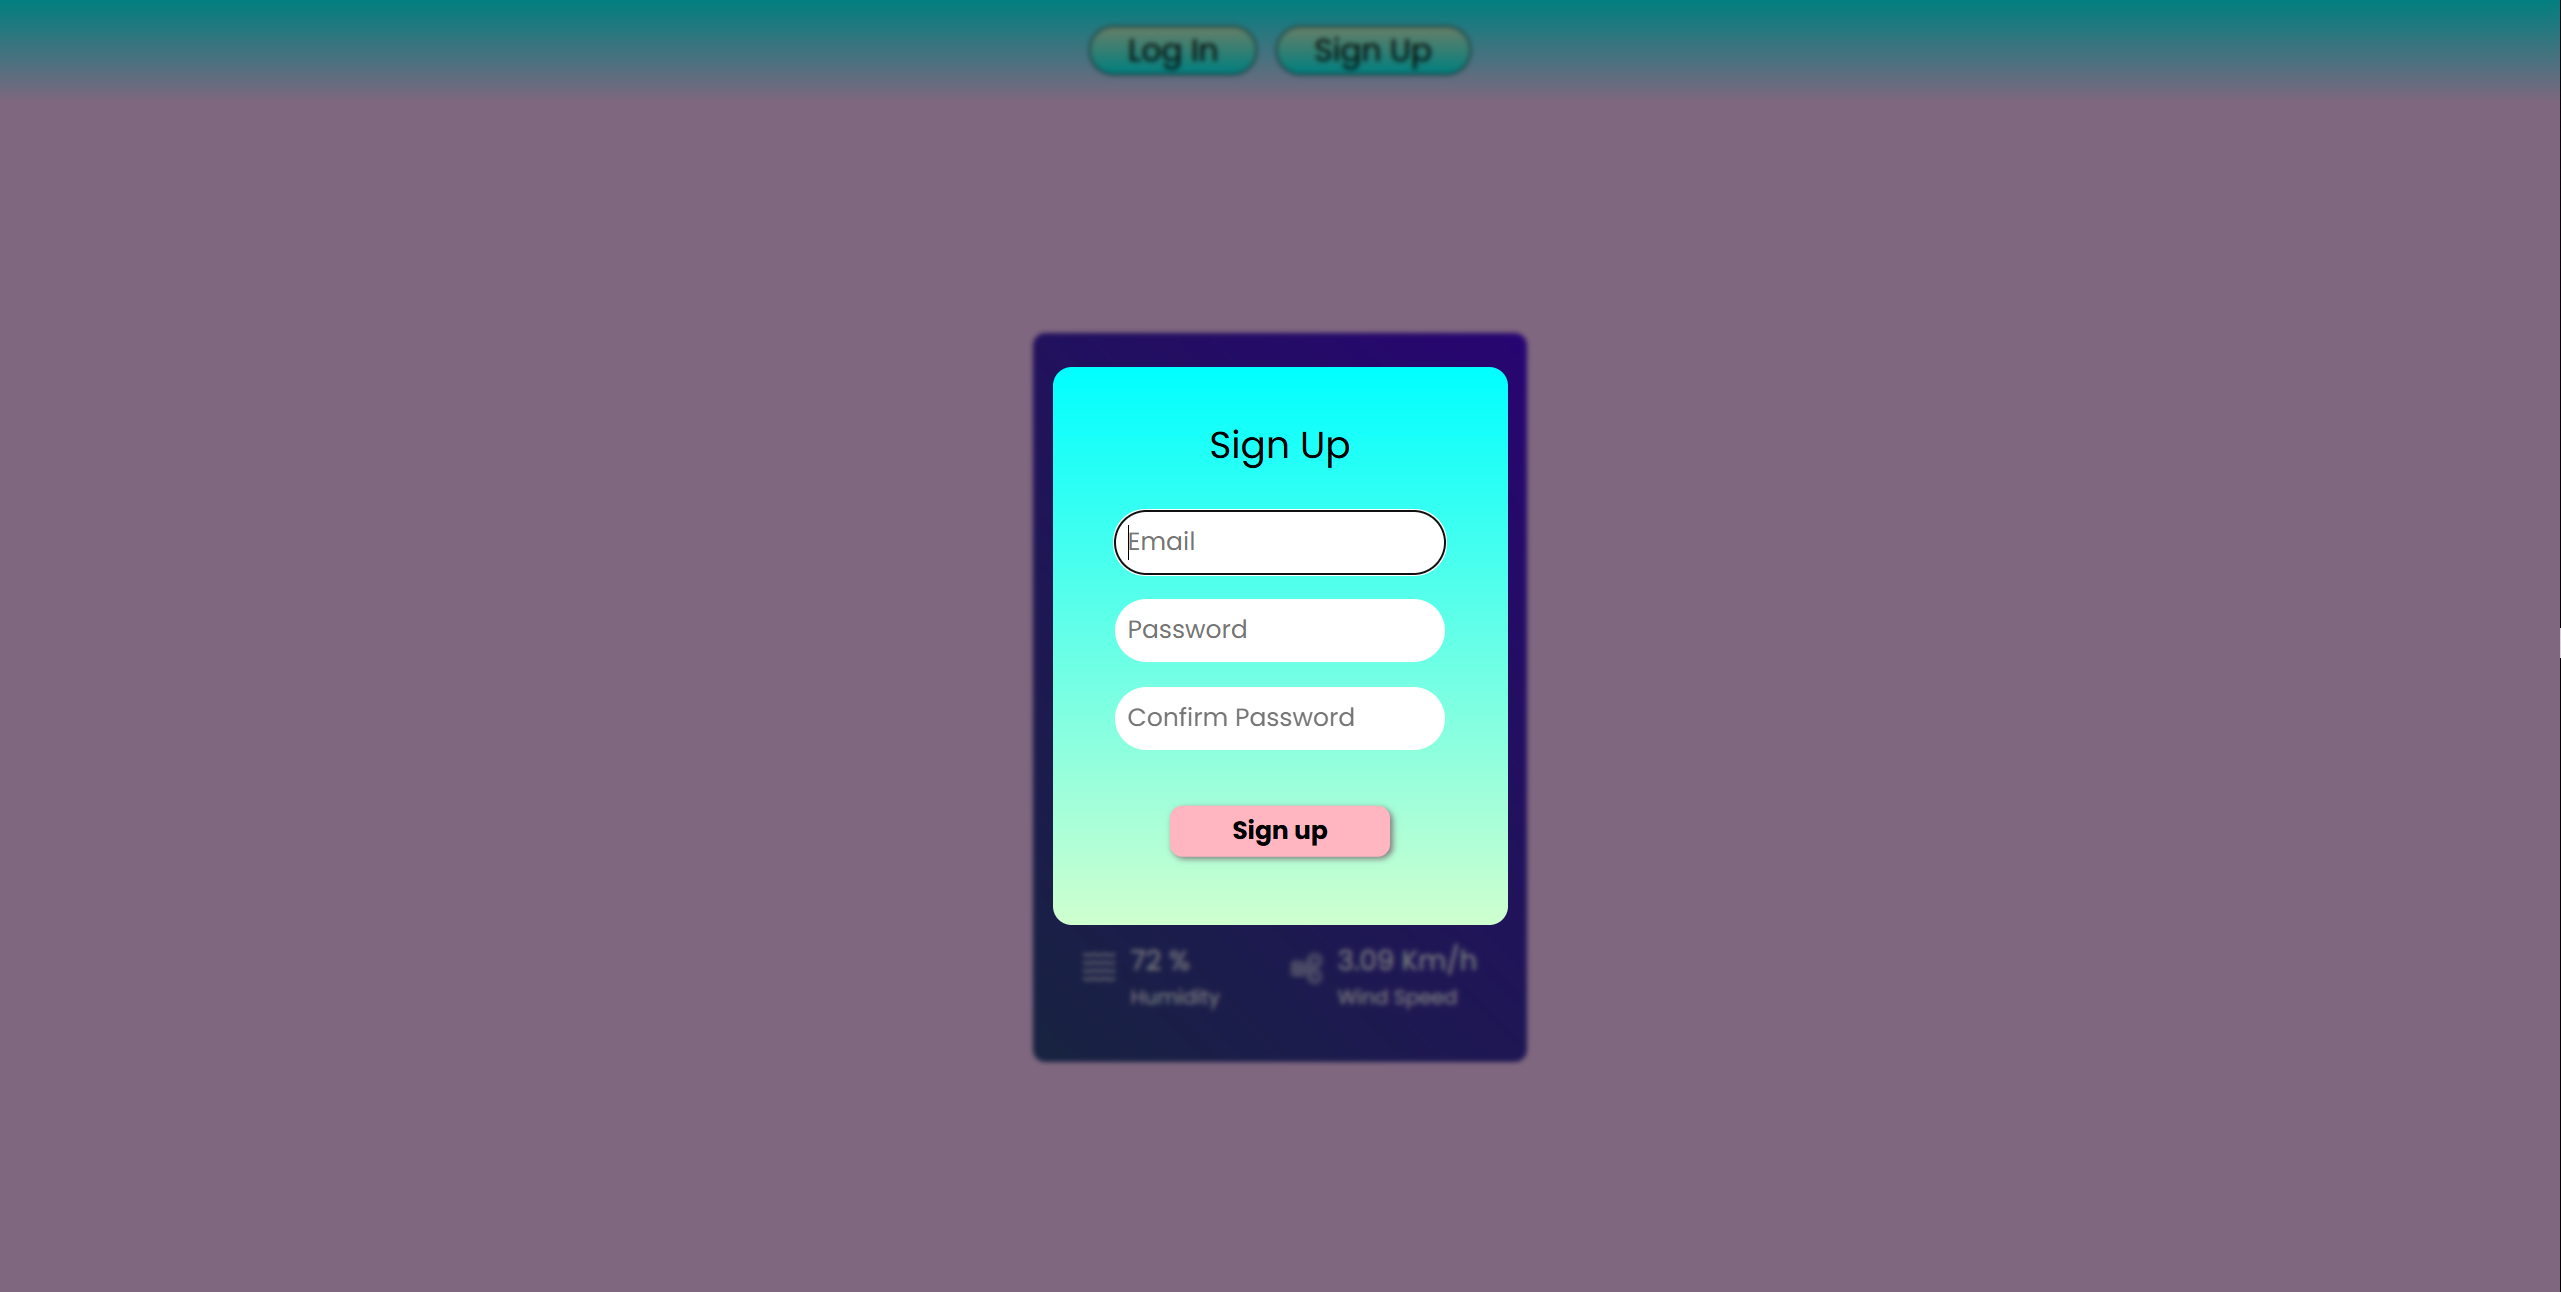 Log In Sign Up
Sign Up
Email
Password
Confirm Password
Sign up
72 % 3.09 Km/h
Humidity Wind Speed